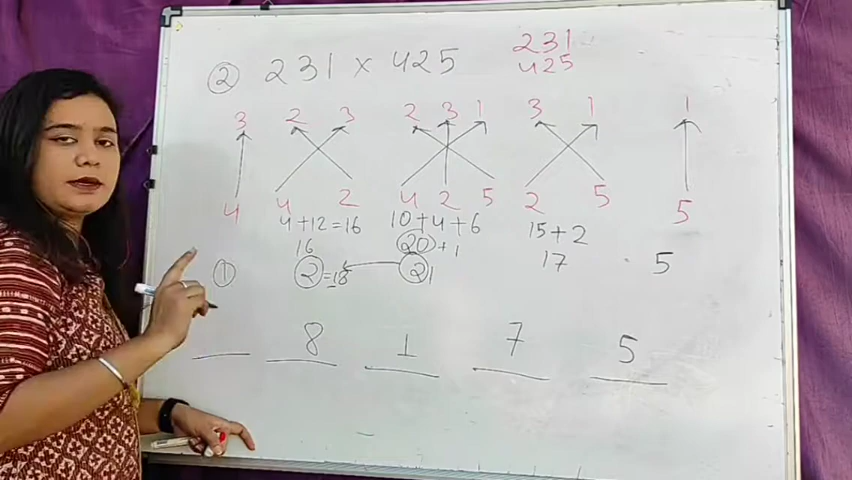 ② 231 x 425
231
425
3 2 3 2 3 1 3 1 1
4 4 2 4 2 5 2 5 5
4+12=16 10+4+6 15+2
16 20+1 17 5
① 2=18 21
8 1 7 5